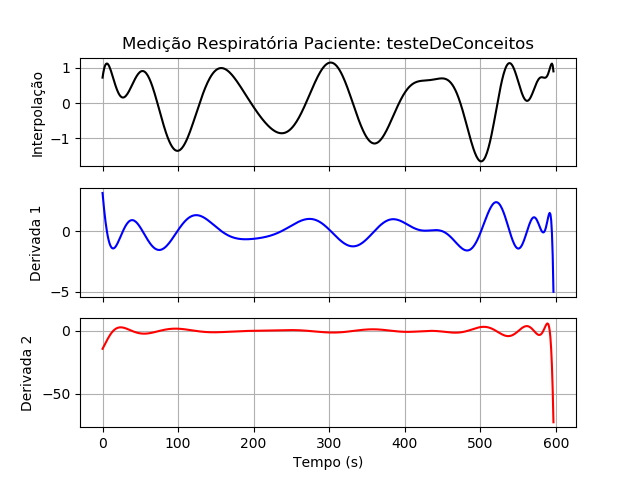 Medição Respiratória Paciente: testeDeConceitos
Interpolação
1
0
−1
Derivada 1
0
−5
Derivada 2
0
−50
0 100 200 300 400 500 600
Tempo (s)